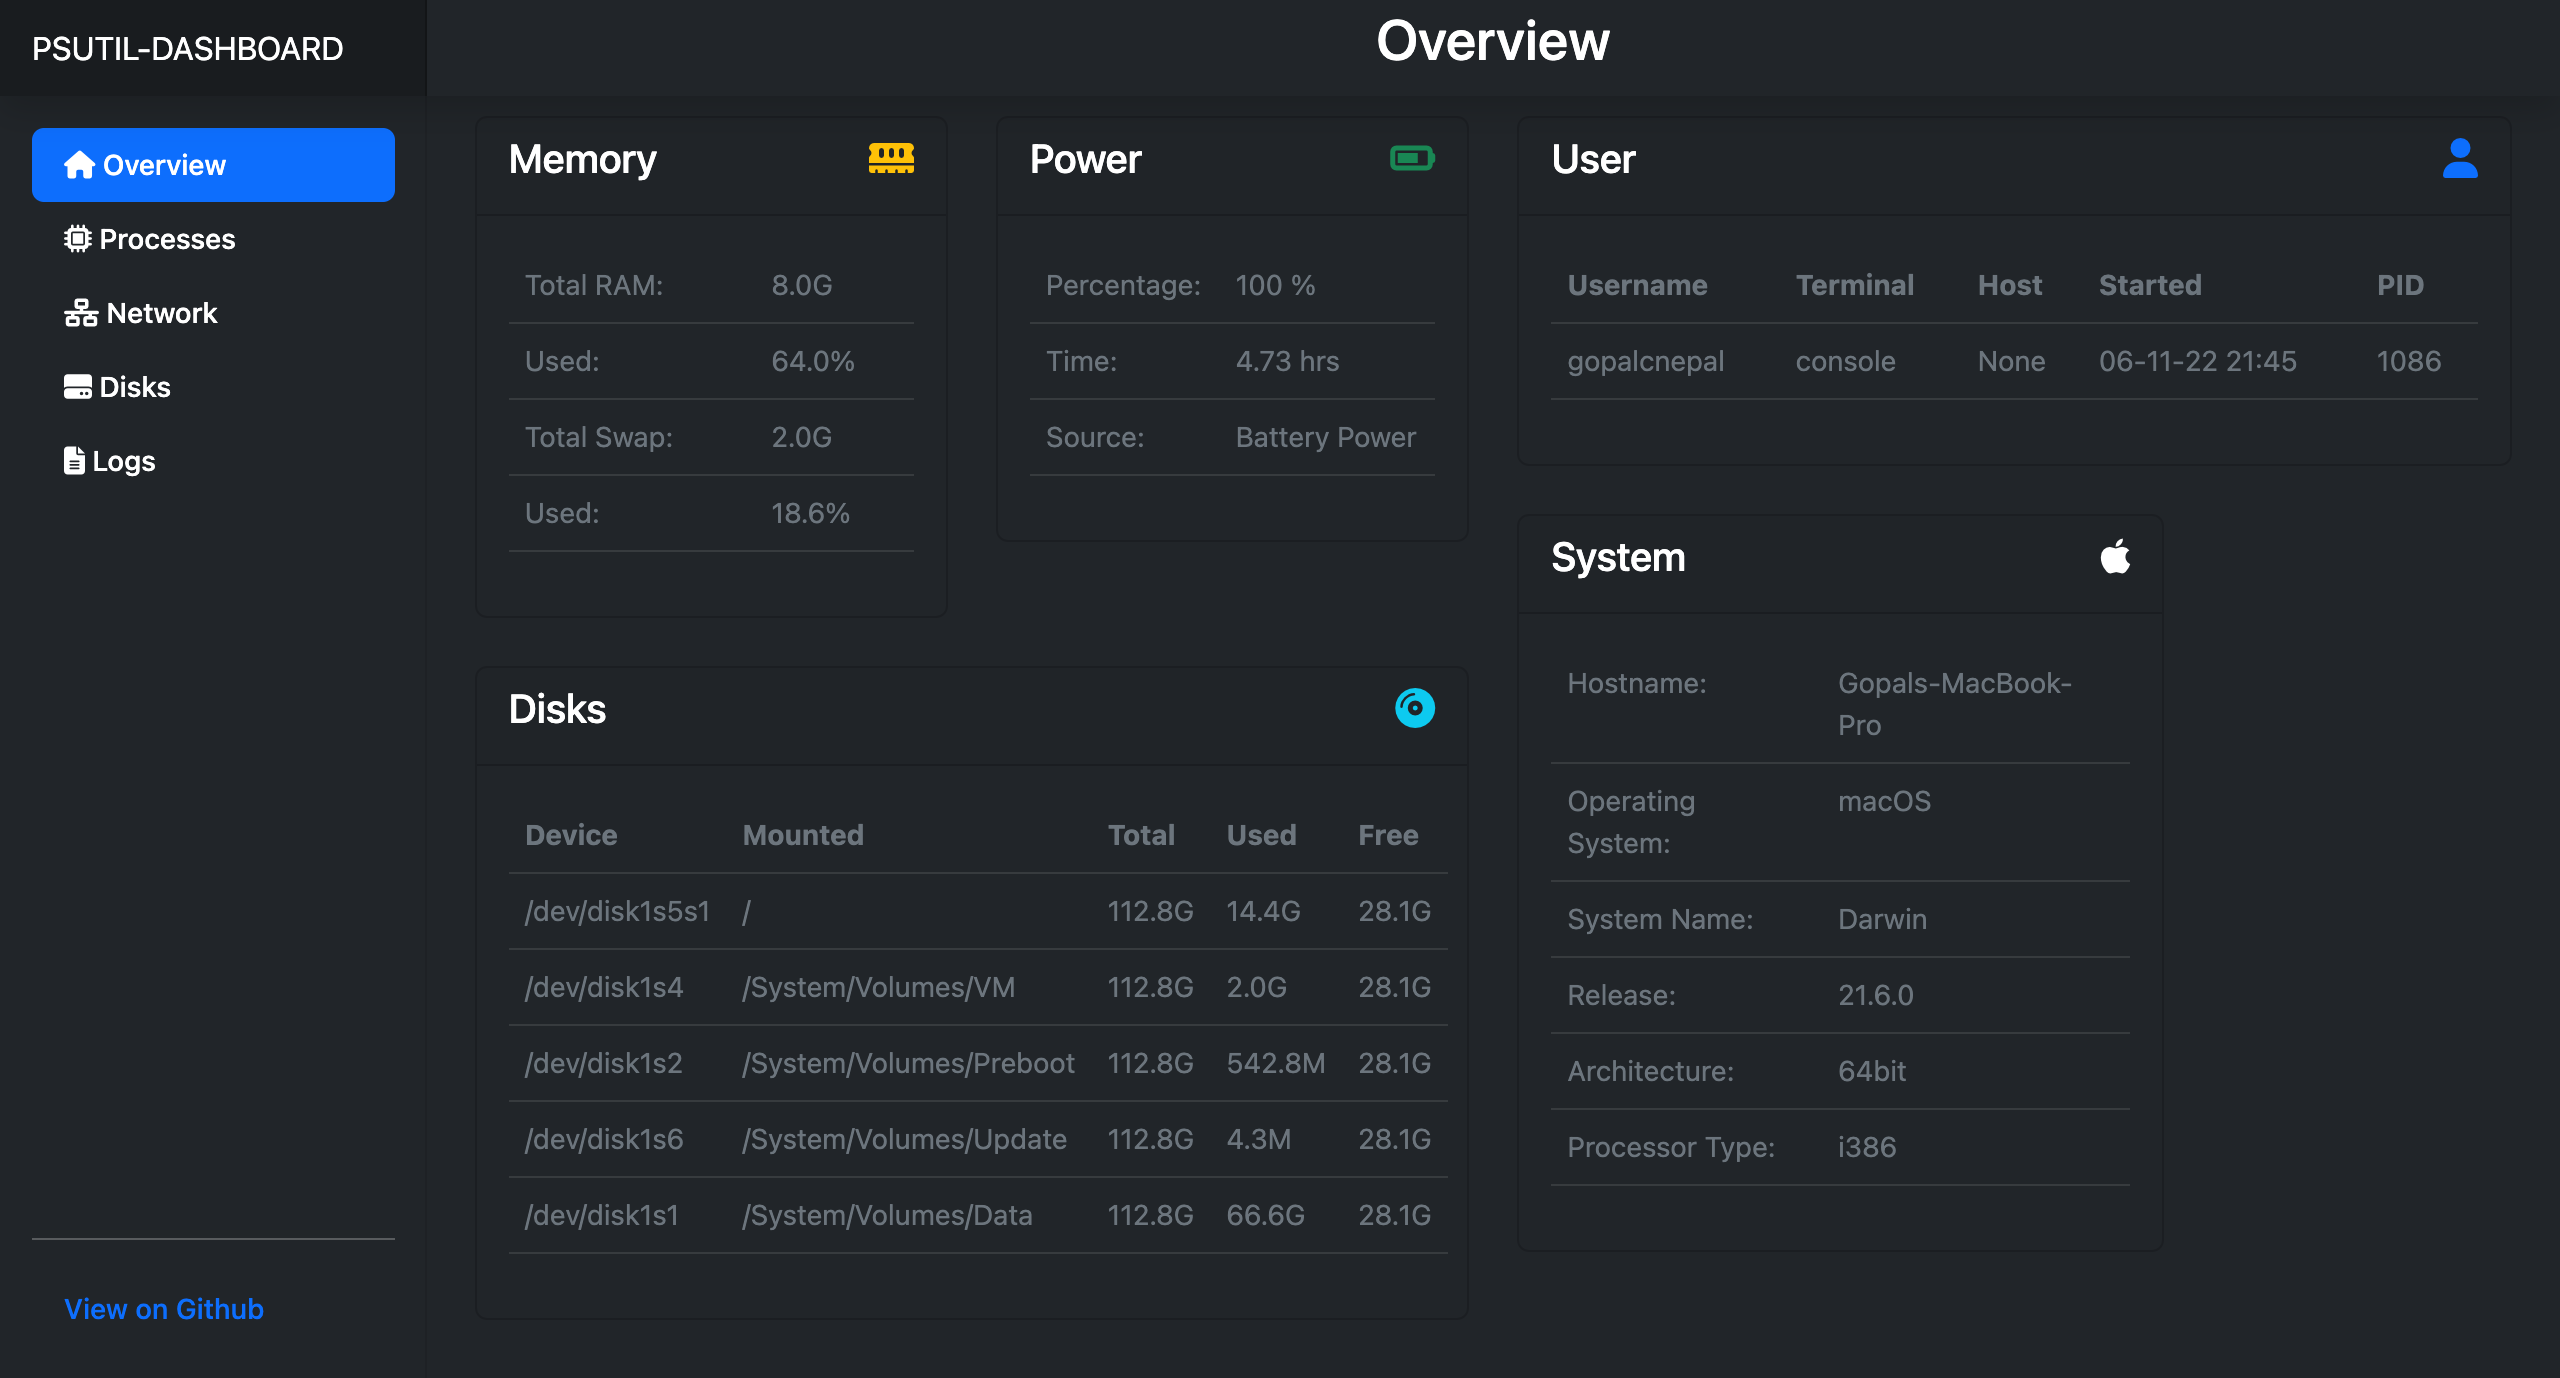 PSUTIL-DASHBOARD
Overview
Overview
Processes
Network
Disks
Logs
View on Github
Memory
Total RAM: 8.0G
Used: 64.0%
Total Swap: 2.0G
Used: 18.6%
Power
Percentage: 100 %
Time: 4.73 hrs
Source: Battery Power
User
Username Terminal Host Started PID
gopalcnepal console None 06-11-22 21:45 1086
Disks
Device Mounted Total Used Free
/dev/disk1s5s1 / 112.8G 14.4G 28.1G
/dev/disk1s4 /System/Volumes/VM 112.8G 2.0G 28.1G
/dev/disk1s2 /System/Volumes/Preboot 112.8G 542.8M 28.1G
/dev/disk1s6 /System/Volumes/Update 112.8G 4.3M 28.1G
/dev/disk1s1 /System/Volumes/Data 112.8G 66.6G 28.1G
System
Hostname: Gopals-MacBook-
Pro
Operating macOS
System:
System Name: Darwin
Release: 21.6.0
Architecture: 64bit
Processor Type: i386